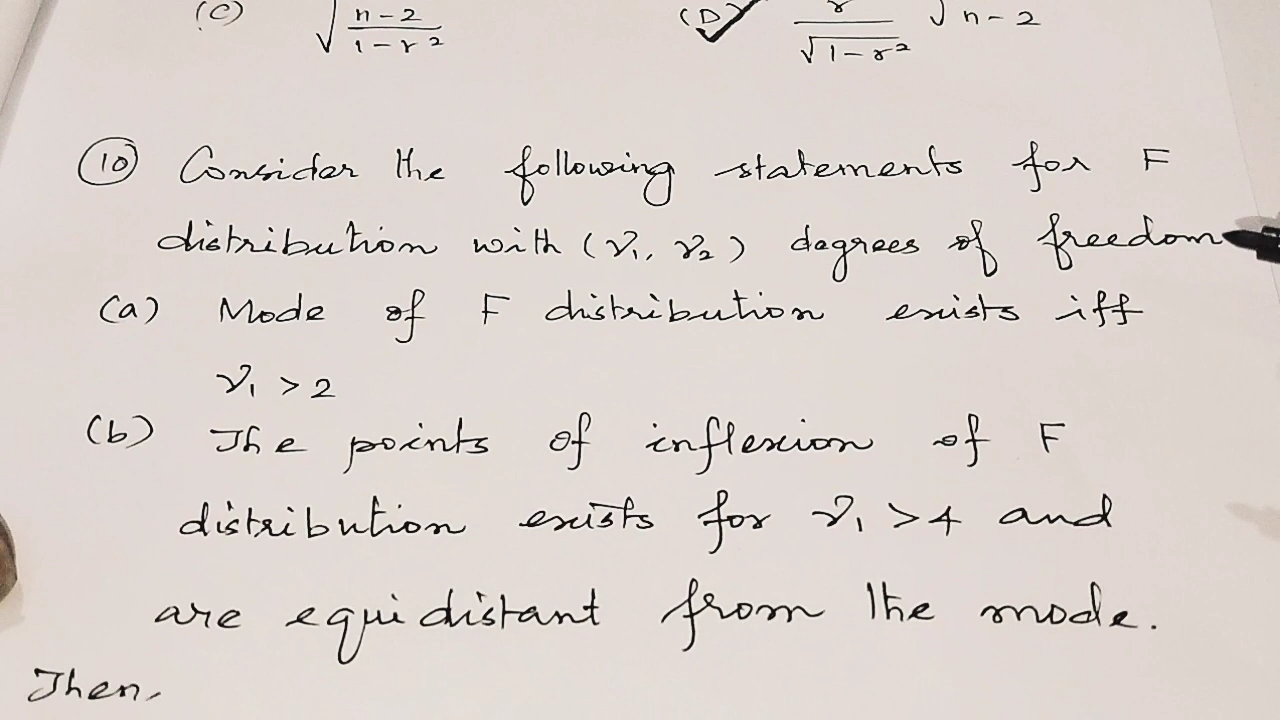 (C) √(n-2 / 1-r²) (D) r / √1-r² √n-2
(10) Consider the following statements for F
distribution with (ν₁, ν₂) degrees of freedom
(a) Mode of F distribution exists iff
ν₁ > 2
(b) The points of inflexion of F
distribution exists for ν₁ > 4 and
are equidistant from the mode.
Then,